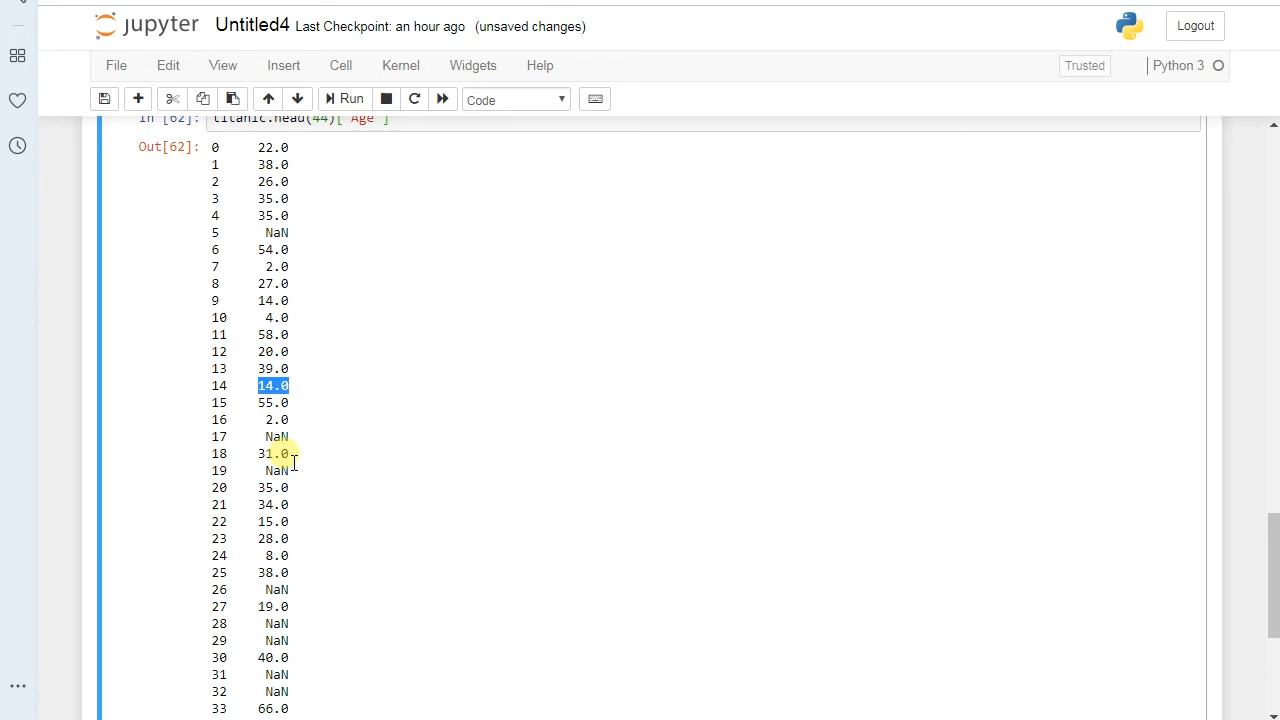 jupyter Untitled4 Last Checkpoint: an hour ago (unsaved changes) Logout
File Edit View Insert Cell Kernel Widgets Help Trusted Python 3
Run Code
In [62]: titanic.head(44)['Age']
Out[62]: 0 22.0
1 38.0
2 26.0
3 35.0
4 35.0
5 NaN
6 54.0
7 2.0
8 27.0
9 14.0
10 4.0
11 58.0
12 20.0
13 39.0
14 14.0
15 55.0
16 2.0
17 NaN
18 31.0
19 NaN
20 35.0
21 34.0
22 15.0
23 28.0
24 8.0
25 38.0
26 NaN
27 19.0
28 NaN
29 NaN
30 40.0
31 NaN
32 NaN
33 66.0